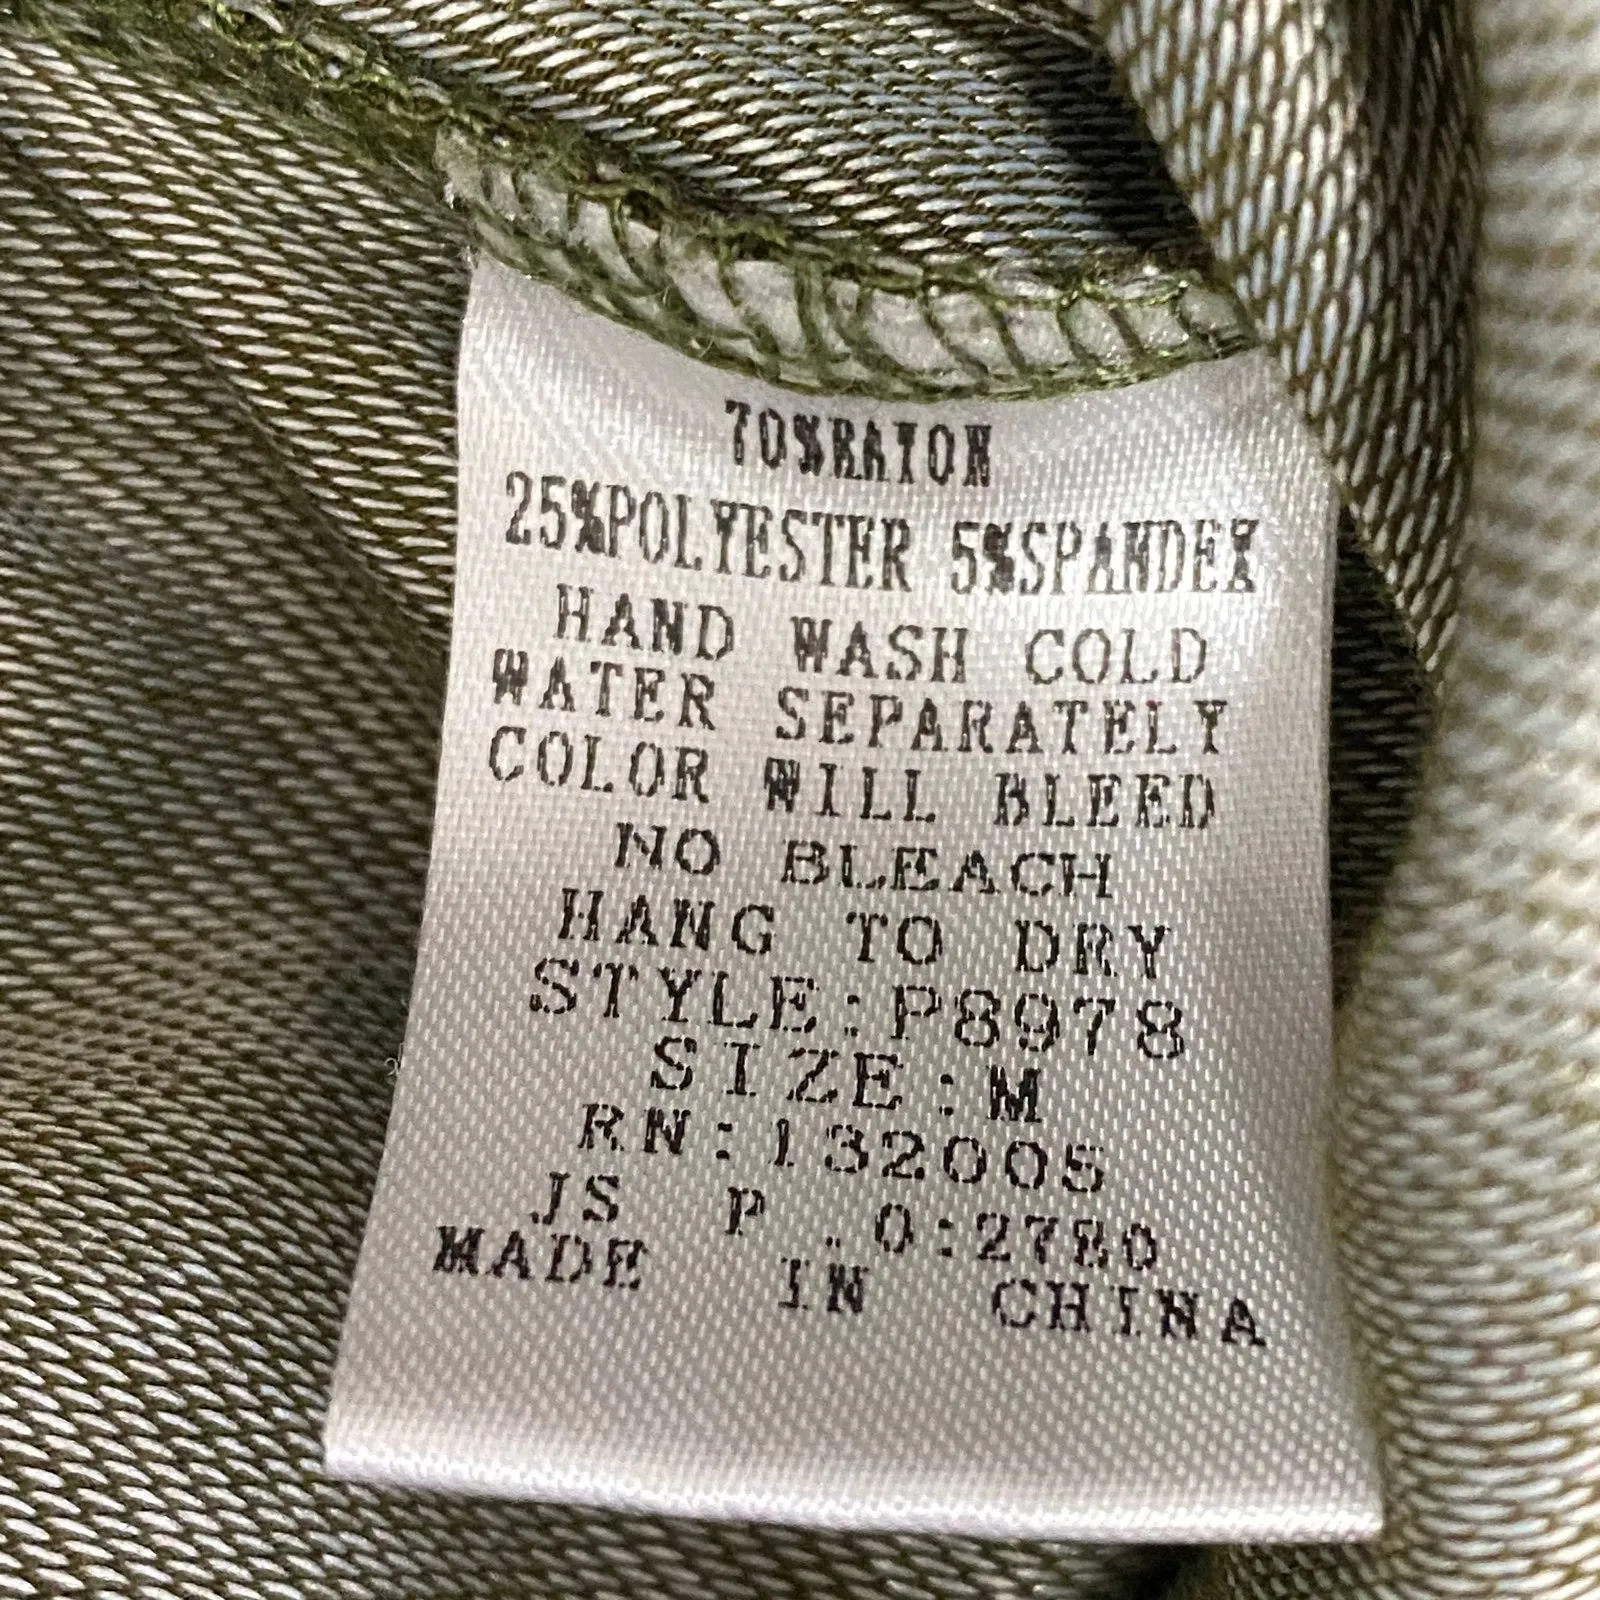 70%RAYON
25%POLYESTER 5%SPANDEX
HAND WASH COLD
WATER SEPARATELY
COLOR WILL BLEED
NO BLEACH
HANG TO DRY
STYLE:P8978
SIZE:M
RN:132005
JS P.O:2780
MADE IN CHINA